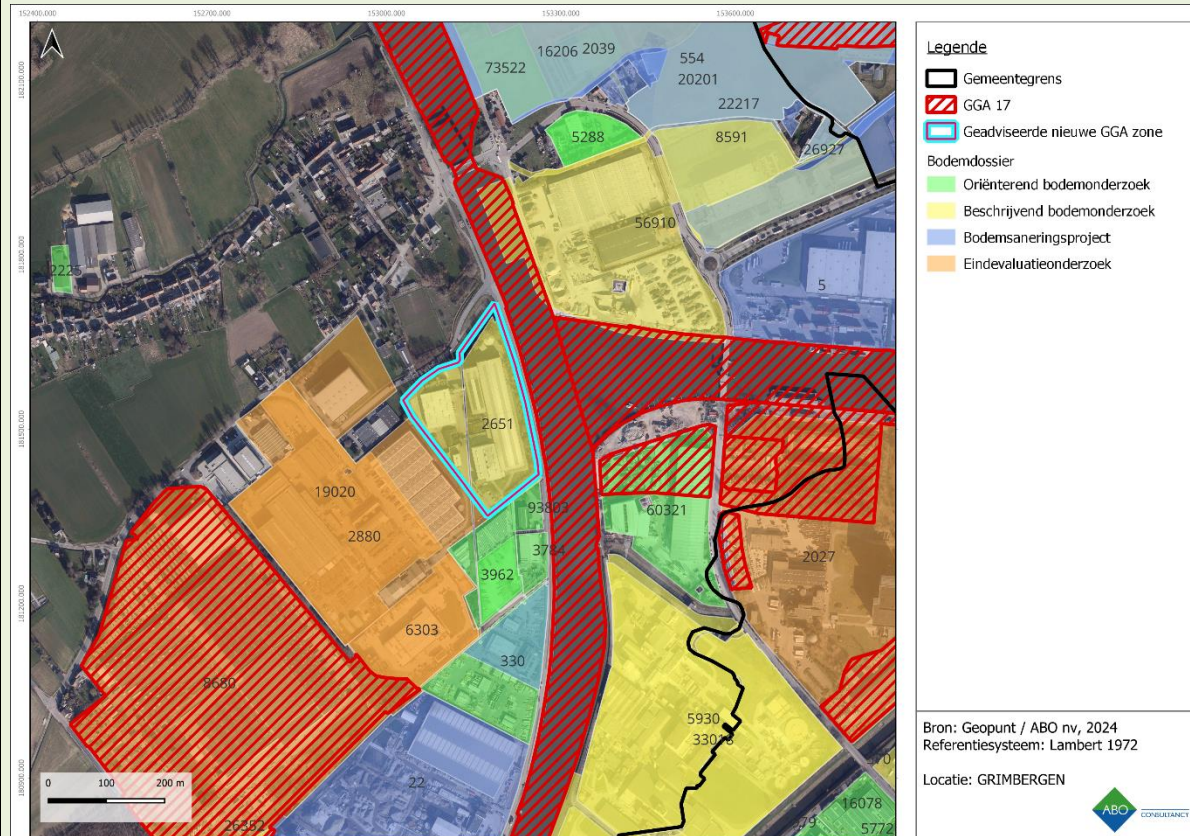 152400.000 152700.000 153000.000 153300.000 153600.000
182100.000
181800.000
181500.000
181200.000
180900.000
16206 2039
73522
554
20201
22217
5288
8591
26927
56910
5
2651
19020
2880
93803
3784
3962
60321
2027
6303
330
8680
5930
22
16078
5772
0 100 200 m
Legende
Gemeentegrens
GGA 17
Geadviseerde nieuwe GGA zone
Bodemdossier
Oriënterend bodemonderzoek
Beschrijvend bodemonderzoek
Bodemsaneringsproject
Eindevaluatieonderzoek
Bron: Geopunt / ABO nv, 2024
Referentiesysteem: Lambert 1972
Locatie: GRIMBERGEN
ABO CONSULTANCY